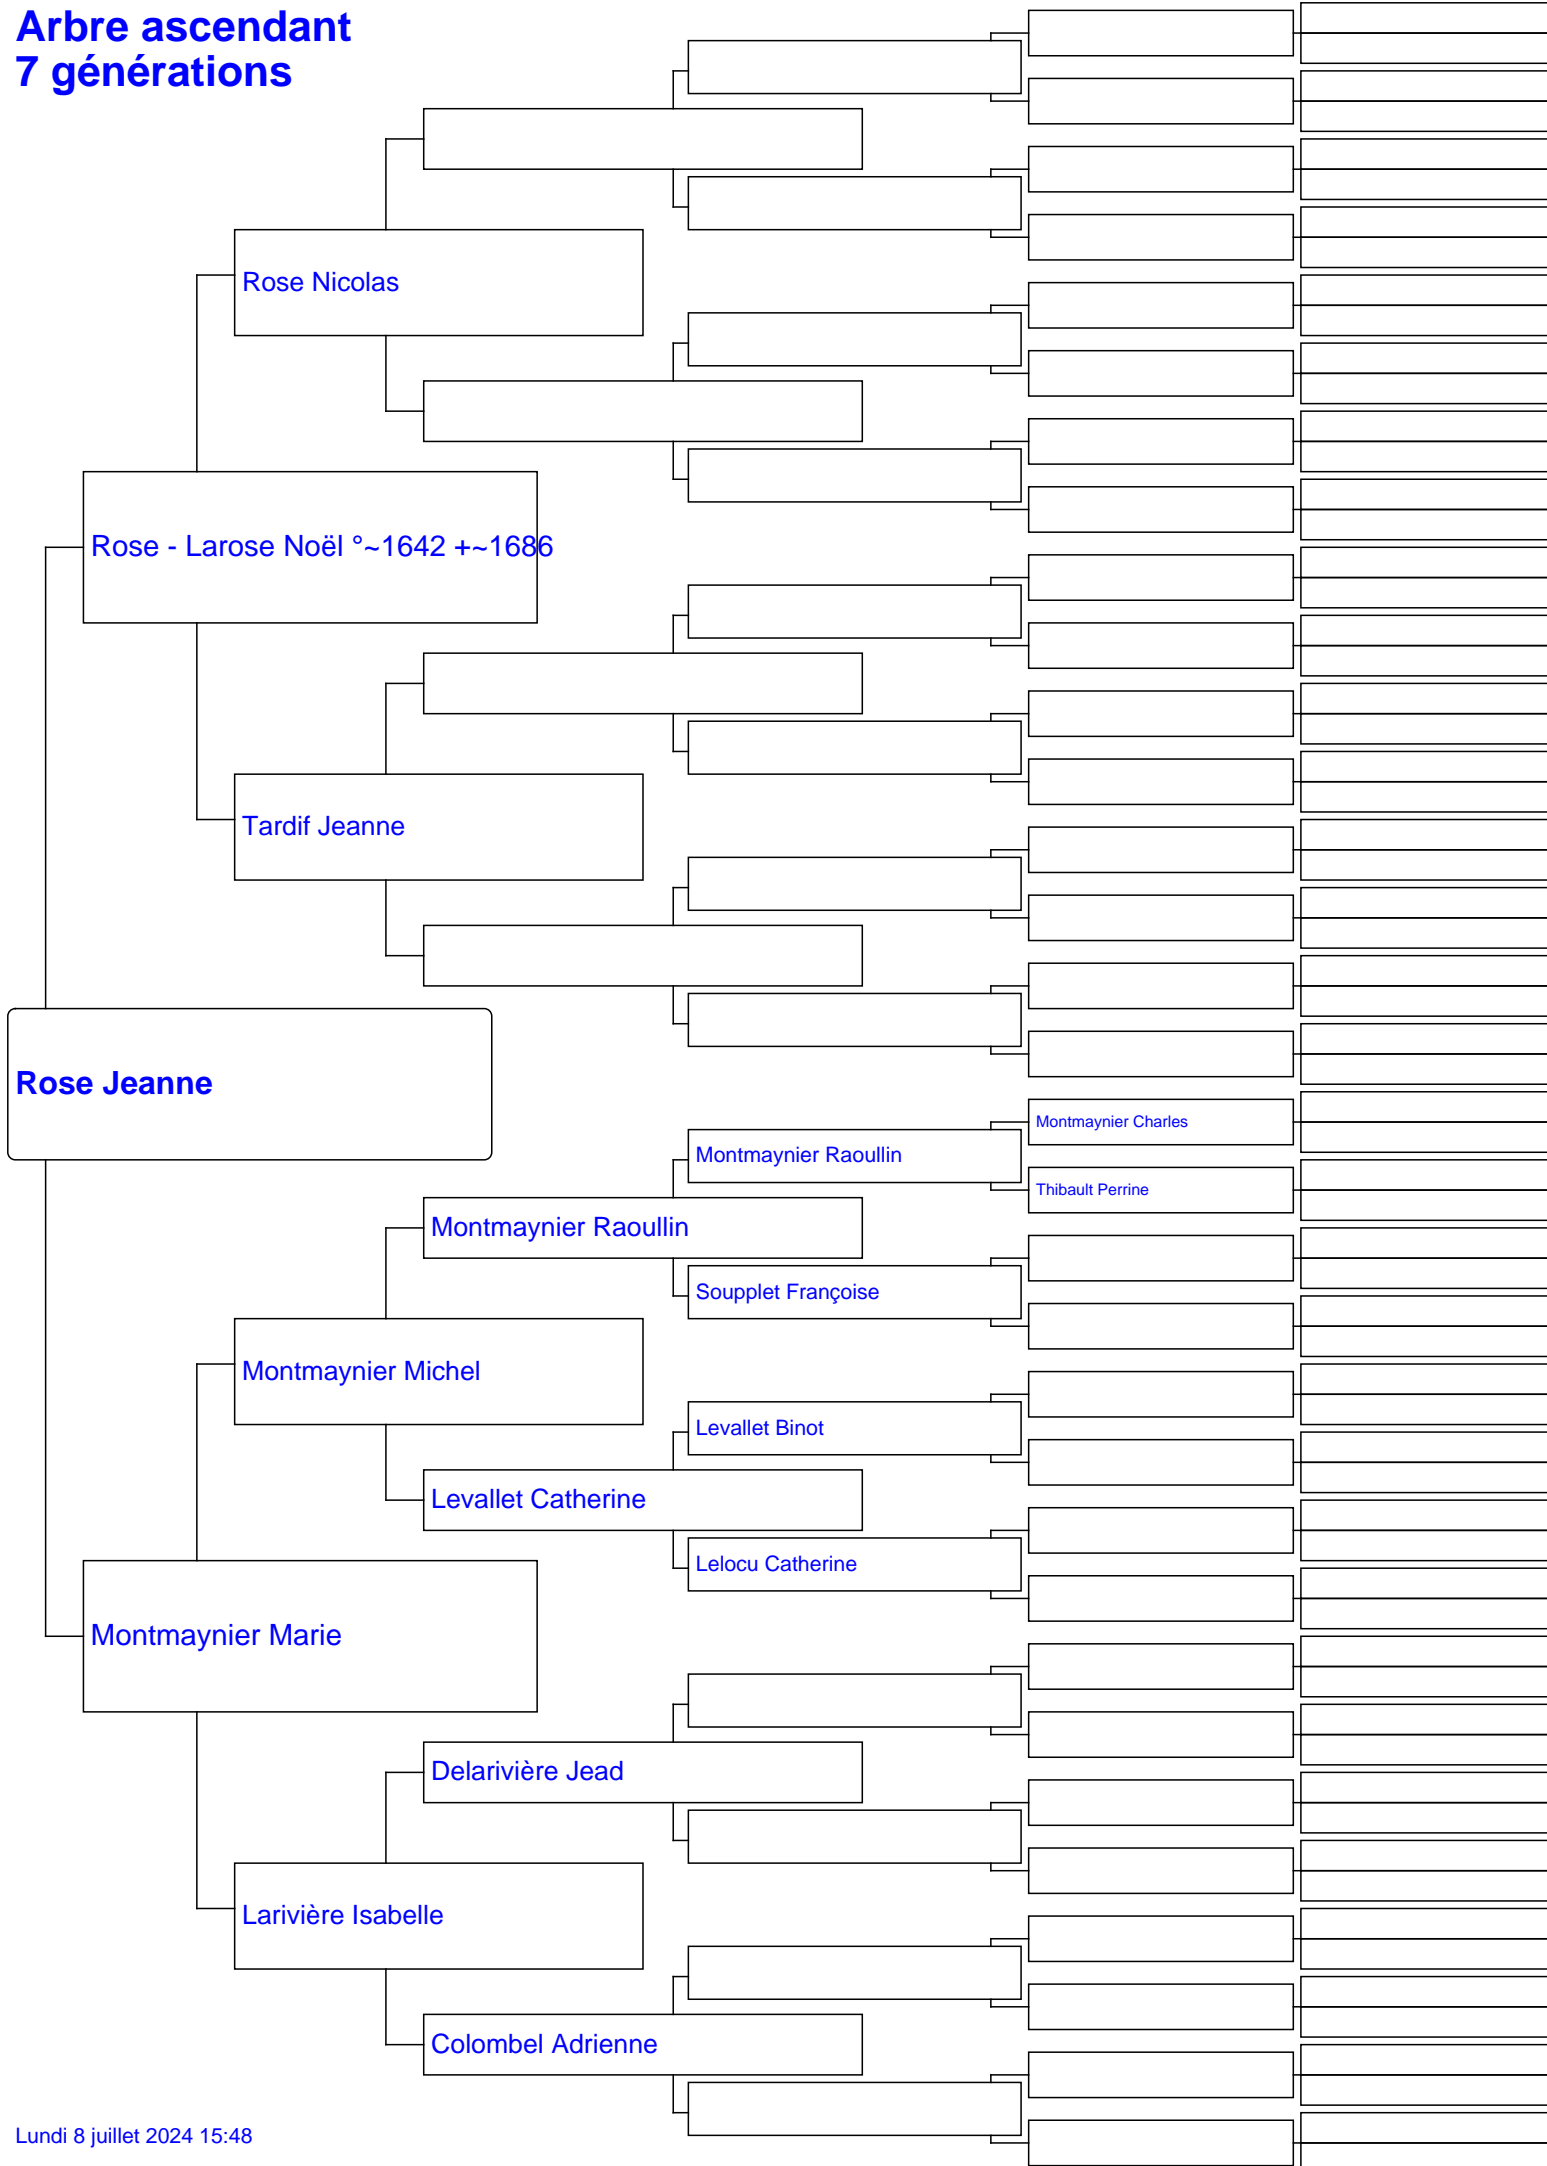 Arbre ascendant
7 générations
Rose Nicolas
Rose - Larose Noël °~1642 +~1686
Tardif Jeanne
Rose Jeanne
Montmaynier Charles
Montmaynier Raoullin
Thibault Perrine
Montmaynier Raoullin
Soupplet Françoise
Montmaynier Michel
Levallet Binot
Levallet Catherine
Lelocu Catherine
Montmaynier Marie
Delarivière Jead
Larivière Isabelle
Colombel Adrienne
Lundi 8 juillet 2024 15:48